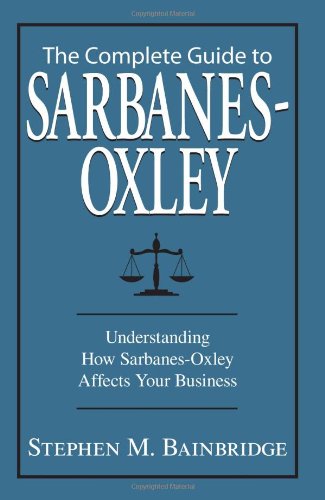 The Complete Guide to
SARBANES-
OXLEY
Understanding
How Sarbanes-Oxley
Affects Your Business
STEPHEN M. BAINBRIDGE